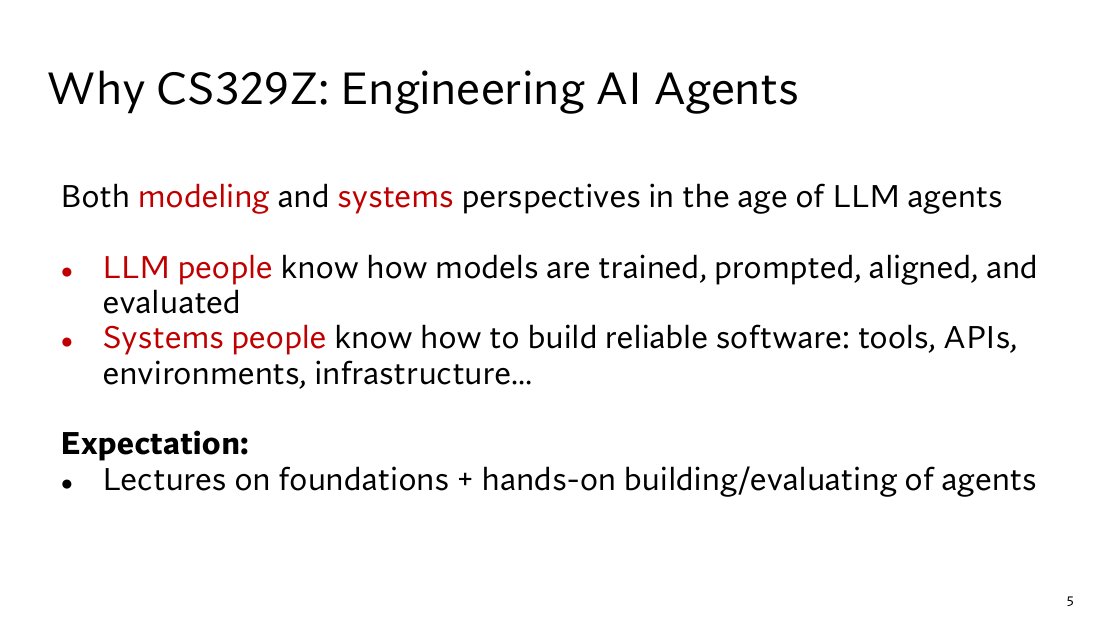 Why CS329Z: Engineering AI Agents
Both modeling and systems perspectives in the age of LLM agents
● LLM people know how models are trained, prompted, aligned, and
evaluated
● Systems people know how to build reliable software: tools, APIs,
environments, infrastructure…
Expectation:
● Lectures on foundations + hands-on building/evaluating of agents
5